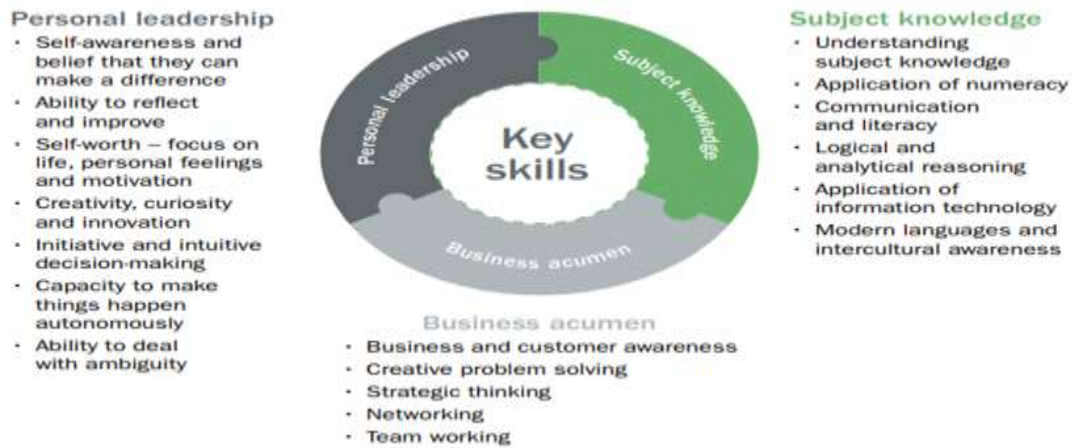 Personal leadership
· Self-awareness and
belief that they can
make a difference
· Ability to reflect
and improve
· Self-worth – focus on
life, personal feelings
and motivation
· Creativity, curiosity
and innovation
· Initiative and intuitive
decision-making
· Capacity to make
things happen
autonomously
· Ability to deal
with ambiguity
Personal leadership
Subject knowledge
Key
skills
Business acumen
Subject knowledge
· Understanding
subject knowledge
· Application of numeracy
· Communication
and literacy
· Logical and
analytical reasoning
· Application of
information technology
· Modern languages and
intercultural awareness
Business acumen
· Business and customer awareness
· Creative problem solving
· Strategic thinking
· Networking
· Team working